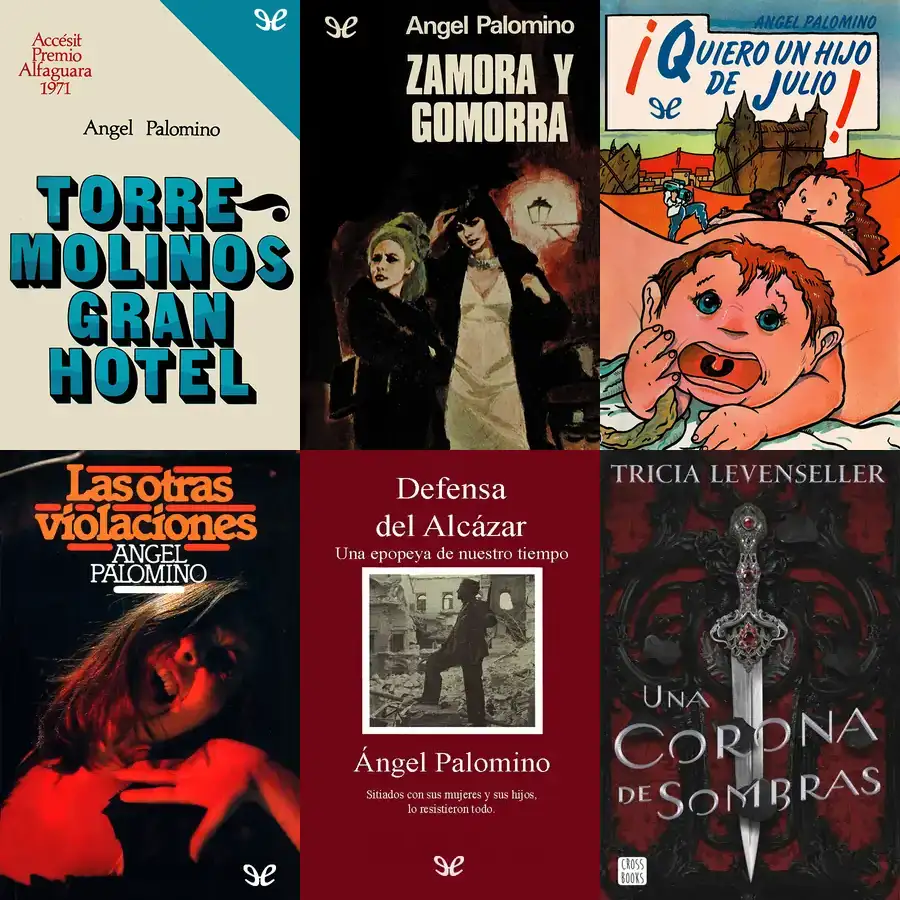 Accésit
Premio
Alfaguara
1971
Angel Palomino
TORRE-
MOLINOS
GRAN
HOTEL
Angel Palomino
ZAMORA Y
GOMORRA
ANGEL PALOMINO
¡QUIERO UN HIJO
DE JULIO!
Las otras
violaciones
ANGEL
PALOMINO
Defensa
del Alcázar
Una epopeya de nuestro tiempo
Ángel Palomino
Sitiados con sus mujeres y sus hijos,
lo resistieron todo.
TRICIA LEVENSELLER
UNA
CORONA
DE SOMBRAS
CROSS
BOOKS